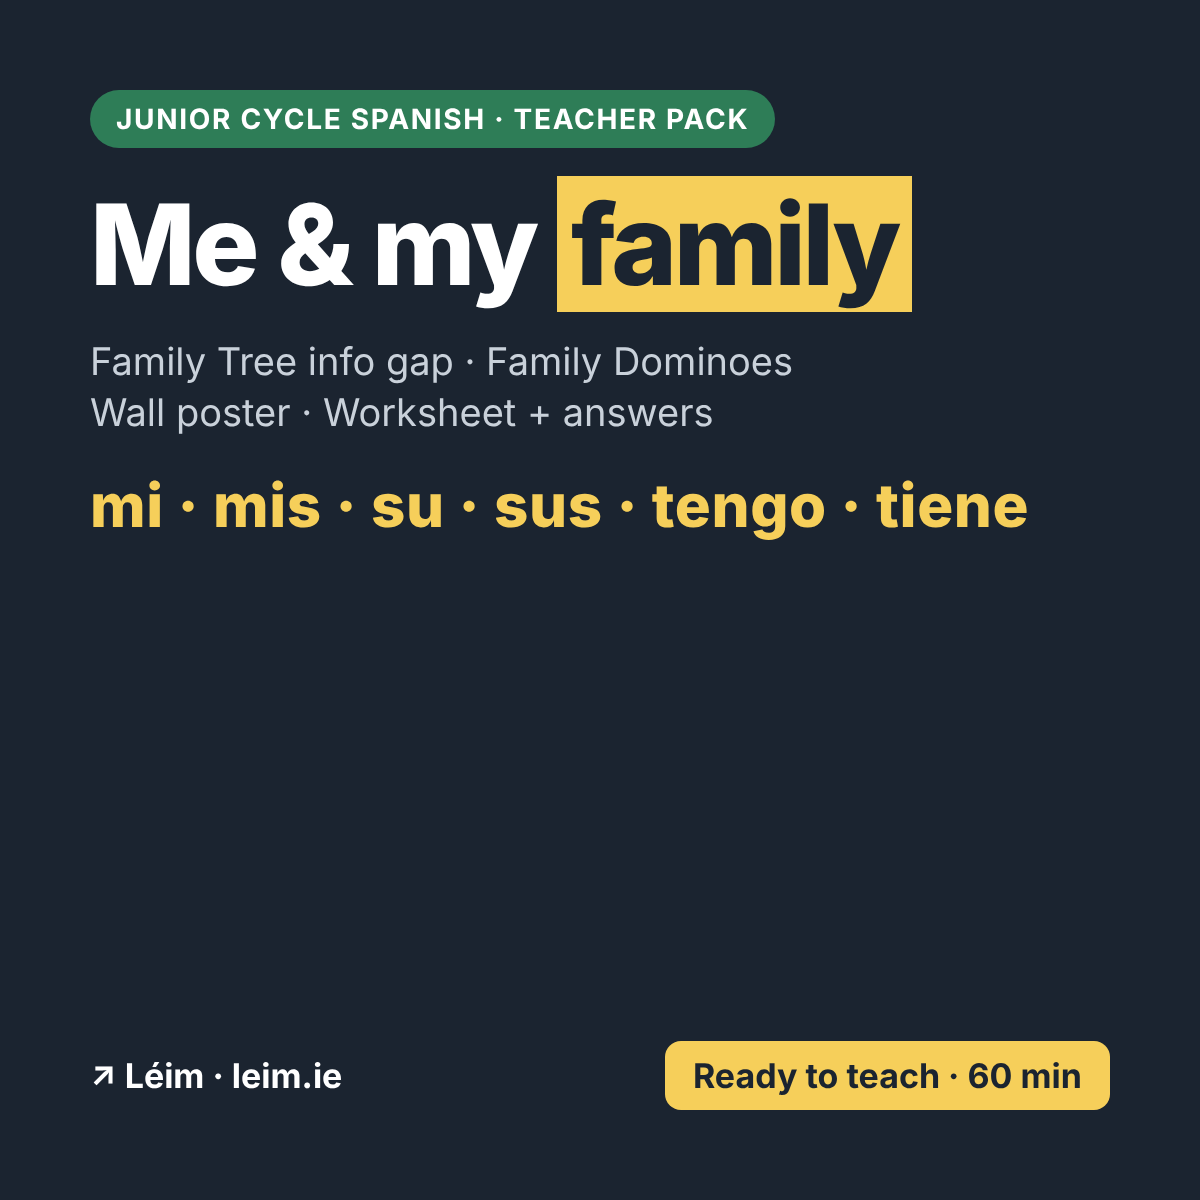 JUNIOR CYCLE SPANISH · TEACHER PACK
Me & my family
Family Tree info gap · Family Dominoes
Wall poster · Worksheet + answers
mi · mis · su · sus · tengo · tiene
↗ Léim · leim.ie
Ready to teach · 60 min